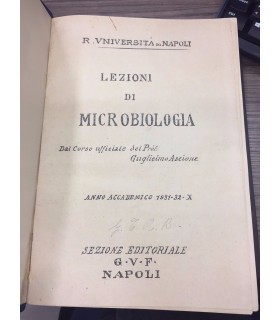 R. VNIVERSITÀ DI NAPOLI
LEZIONI
DI
MICROBIOLOGIA
Dal Corso ufficiale del Prof.
Guglielmo Ascione
ANNO ACCADEMICO 1931-32-X
SEZIONE EDITORIALE
G·V·F·
NAPOLI